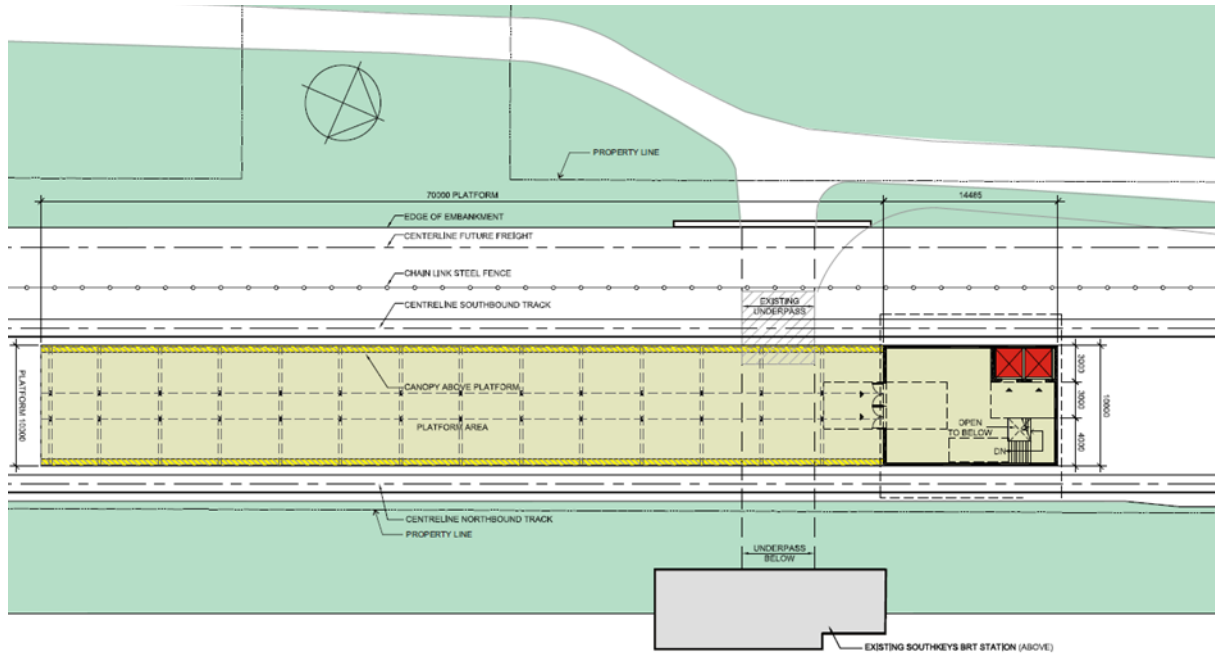 PROPERTY LINE
70000 PLATFORM
14485
EDGE OF EMBANKMENT
CENTERLINE FUTURE FREIGHT
CHAIN LINK STEEL FENCE
CENTRELINE SOUTHBOUND TRACK
EXISTING
UNDERPASS
PLATFORM 10000
CANOPY ABOVE PLATFORM
PLATFORM AREA
OPEN
TO BELOW
DN
3000
3000
4000
10000
CENTRELINE NORTHBOUND TRACK
PROPERTY LINE
UNDERPASS
BELOW
EXISTING SOUTHKEYS BRT STATION (ABOVE)